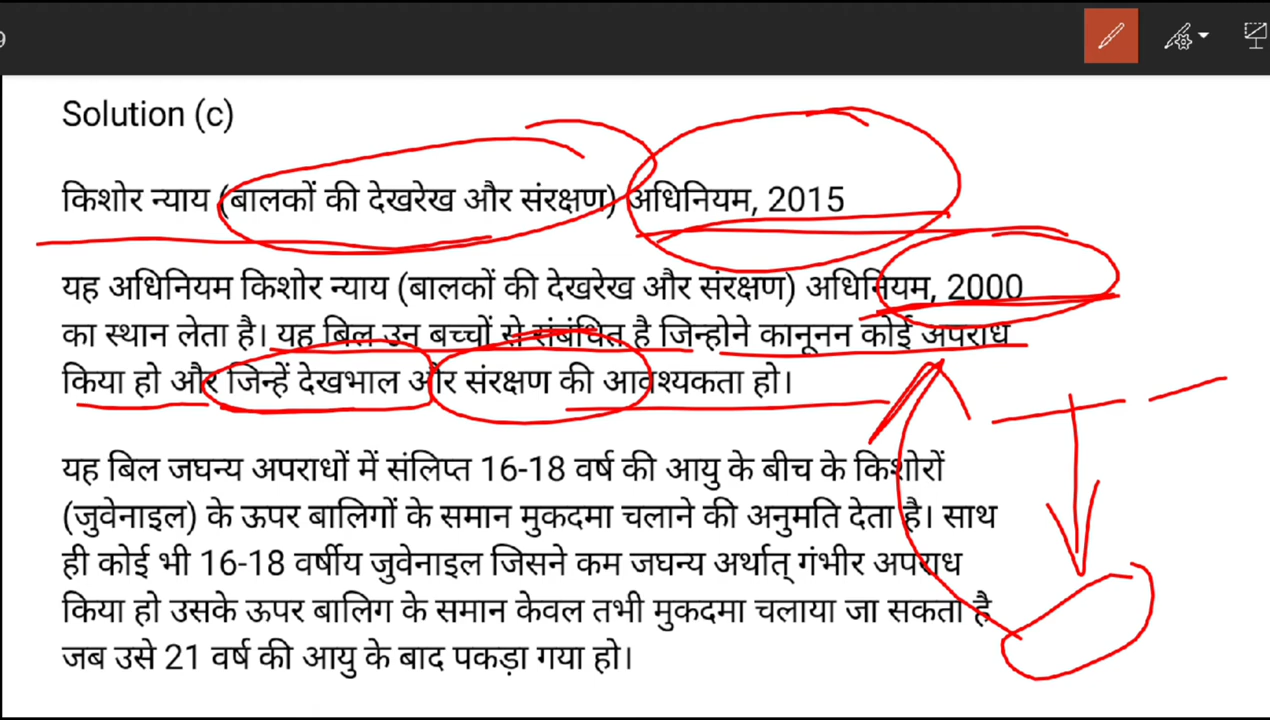 9
Solution (c)
किशोर न्याय (बालकों की देखरेख और संरक्षण) अधिनियम, 2015
यह अधिनियम किशोर न्याय (बालकों की देखरेख और संरक्षण) अधिनियम, 2000
का स्थान लेता है। यह बिल उन बच्चों से संबंधित है जिन्होने कानूनन कोई अपराध
किया हो और जिन्हें देखभाल और संरक्षण की आवश्यकता हो।
यह बिल जघन्य अपराधों में संलिप्त 16-18 वर्ष की आयु के बीच के किशोरों
(जुवेनाइल) के ऊपर बालिगों के समान मुकदमा चलाने की अनुमति देता है। साथ
ही कोई भी 16-18 वर्षीय जुवेनाइल जिसने कम जघन्य अर्थात् गंभीर अपराध
किया हो उसके ऊपर बालिग के समान केवल तभी मुकदमा चलाया जा सकता है
जब उसे 21 वर्ष की आयु के बाद पकड़ा गया हो।